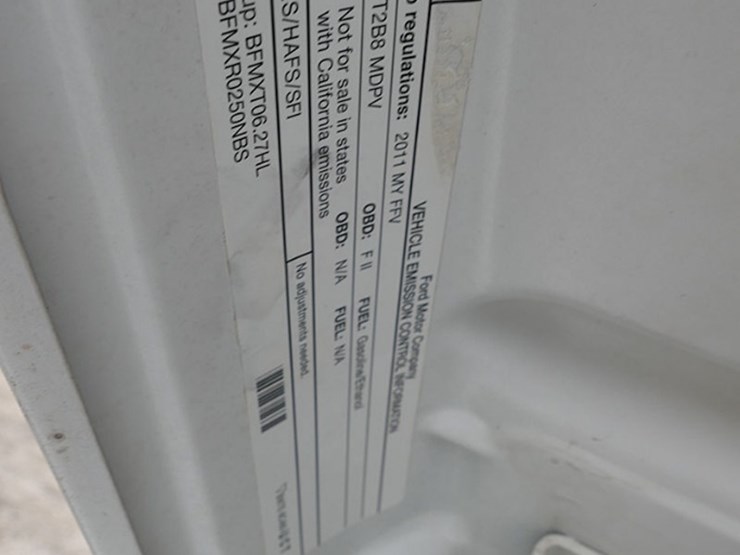 Ford Motor Company
VEHICLE EMISSION CONTROL INFORMATION
regulations: 2011 MY FFV
T2B8 MDPV OBD: F II FUEL: Gasoline/Ethanol
Not for sale in states
with California emissions OBD: N/A FUEL: N/A
S/HAFS/SFI No adjustments needed.
up: BFMXT06.27HL
BFMXR0250NBS